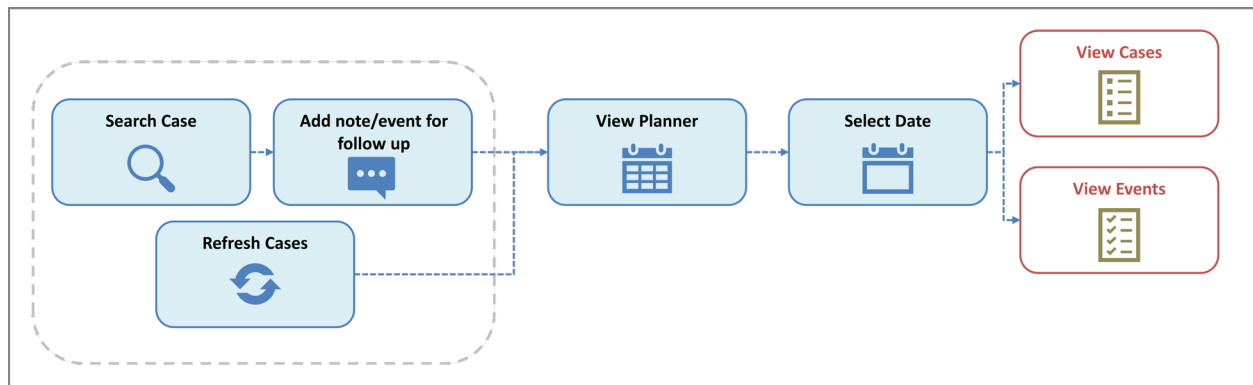 Search Case
Add note/event for
follow up
Refresh Cases
View Planner
Select Date
View Cases
View Events